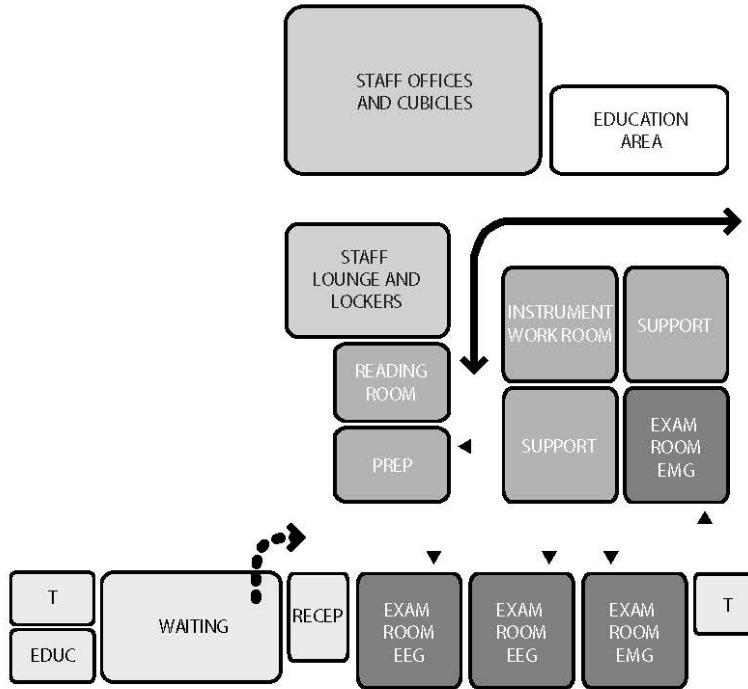 STAFF OFFICES
AND CUBICLES
EDUCATION
AREA
STAFF
LOUNGE AND
LOCKERS
INSTRUMENT
WORK ROOM
SUPPORT
READING
ROOM
PREP
SUPPORT
EXAM
ROOM
EMG
T
EDUC
WAITING
RECEP
EXAM
ROOM
EEG
EXAM
ROOM
EEG
EXAM
ROOM
EMG
T